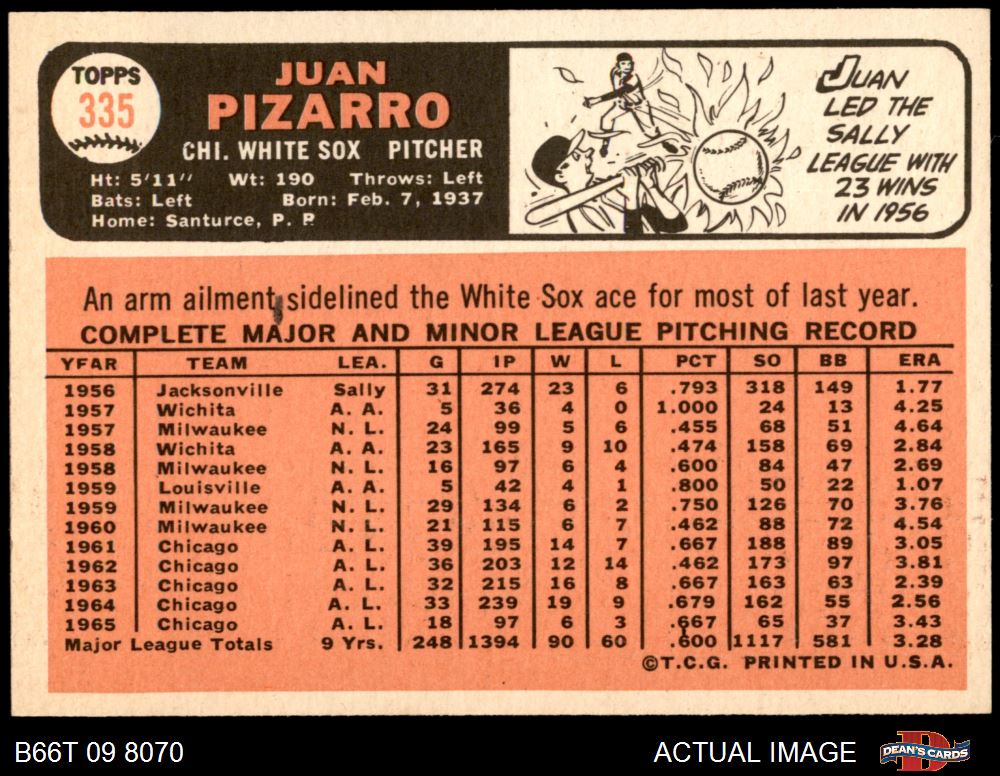 TOPPS
335
JUAN
PIZARRO
CHI. WHITE SOX PITCHER
Ht: 5'11" Wt: 190 Throws: Left
Bats: Left Born: Feb. 7, 1937
Home: Santurce, P. R.
JUAN
LED THE
SALLY
LEAGUE WITH
23 WINS
IN 1956
An arm ailment sidelined the White Sox ace for most of last year.
COMPLETE MAJOR AND MINOR LEAGUE PITCHING RECORD
YEAR TEAM LEA. G IP W L PCT SO BB ERA
1956 Jacksonville Sally 31 274 23 6 .793 318 149 1.77
1957 Wichita A. A. 5 36 4 0 1.000 24 13 4.25
1957 Milwaukee N. L. 24 99 5 6 .455 68 51 4.64
1958 Wichita A. A. 23 165 9 10 .474 158 69 2.84
1958 Milwaukee N. L. 16 97 6 4 .600 84 47 2.69
1959 Louisville A. A. 5 42 4 1 .800 50 22 1.07
1959 Milwaukee N. L. 29 134 6 2 .750 126 70 3.76
1960 Milwaukee N. L. 21 115 6 7 .462 88 72 4.54
1961 Chicago A. L. 39 195 14 7 .667 188 89 3.05
1962 Chicago A. L. 36 203 12 14 .462 173 97 3.81
1963 Chicago A. L. 32 215 16 8 .667 163 63 2.39
1964 Chicago A. L. 33 239 19 9 .679 162 55 2.56
1965 Chicago A. L. 18 97 6 3 .667 65 37 3.43
Major League Totals 9 Yrs. 248 1394 90 60 .600 1117 581 3.28
©T.C.G. PRINTED IN U.S.A.
B66T 09 8070
ACTUAL IMAGE
DEAN'S CARDS